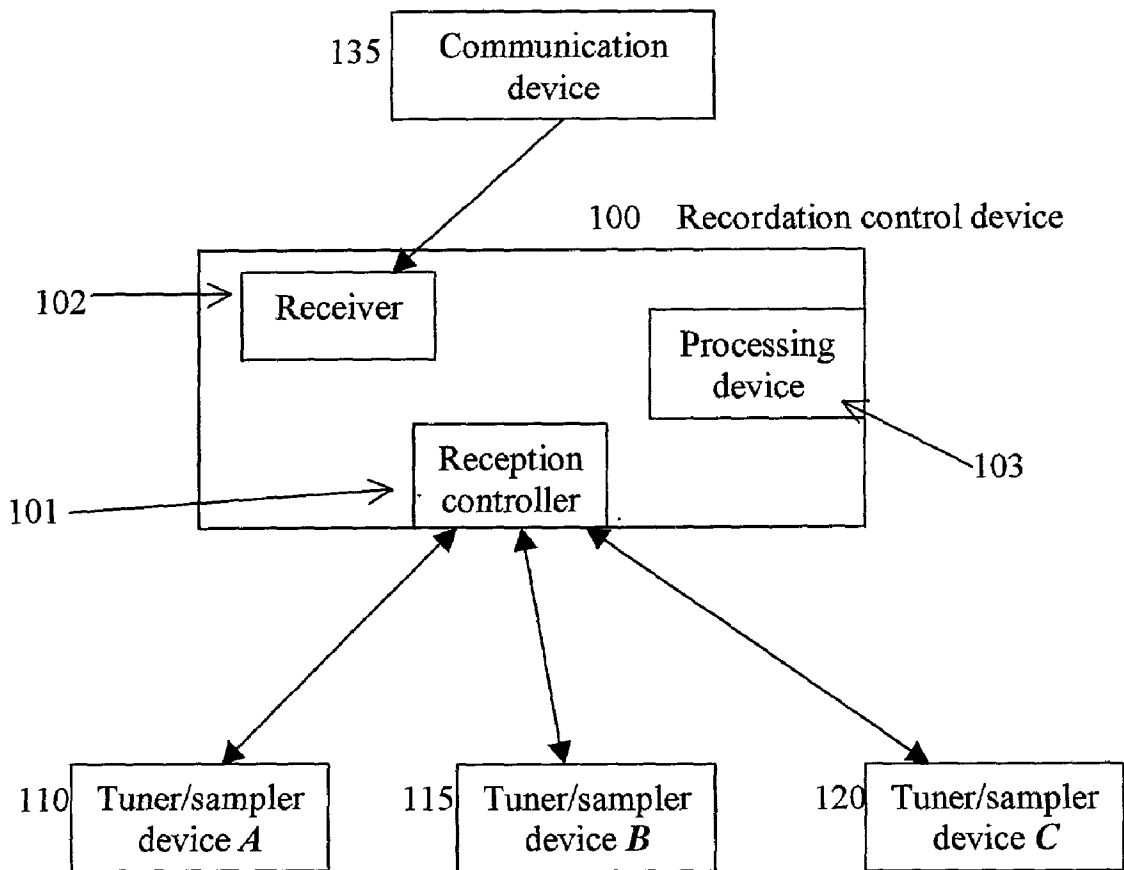 135
Communication
device
100 Recordation control device
102
Receiver
Processing
device
103
Reception
controller
101
110
Tuner/sampler
device A
115
Tuner/sampler
device B
120
Tuner/sampler
device C